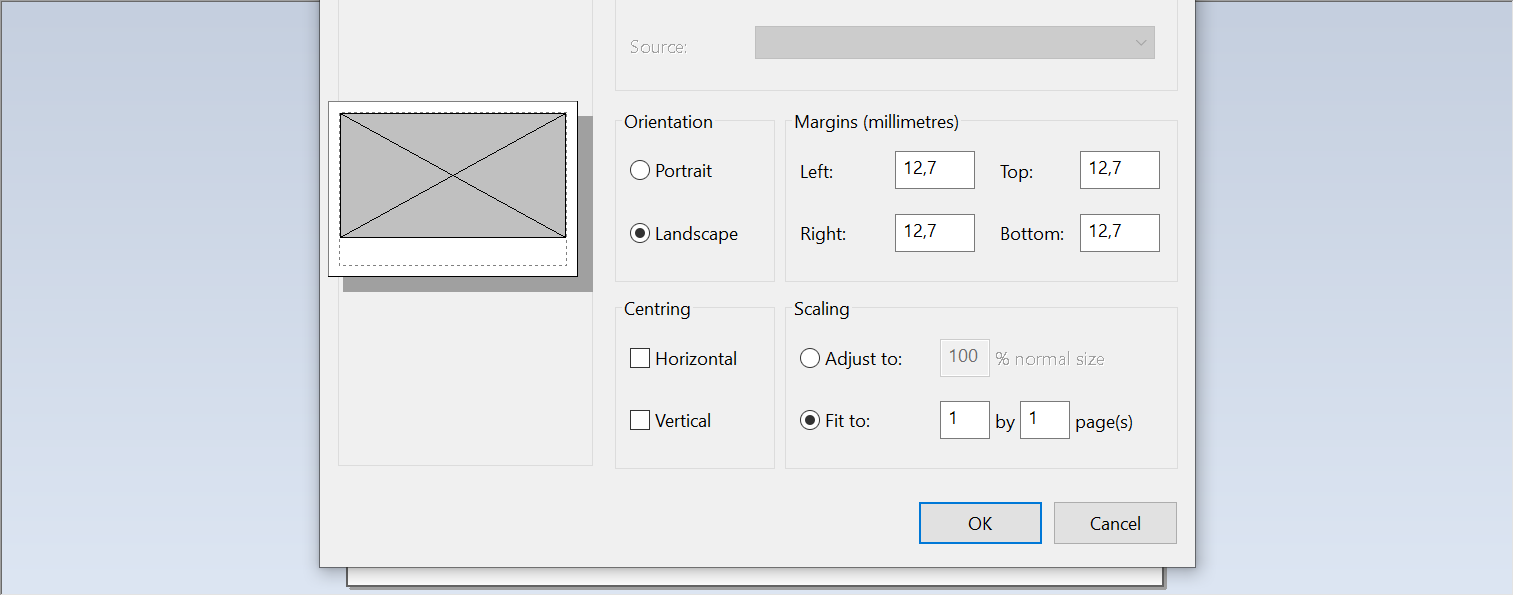 Source:
Orientation
Portrait
Landscape
Margins (millimetres)
Left: 12,7 Top: 12,7
Right: 12,7 Bottom: 12,7
Centring
Horizontal
Vertical
Scaling
Adjust to: 100 % normal size
Fit to: 1 by 1 page(s)
OK Cancel